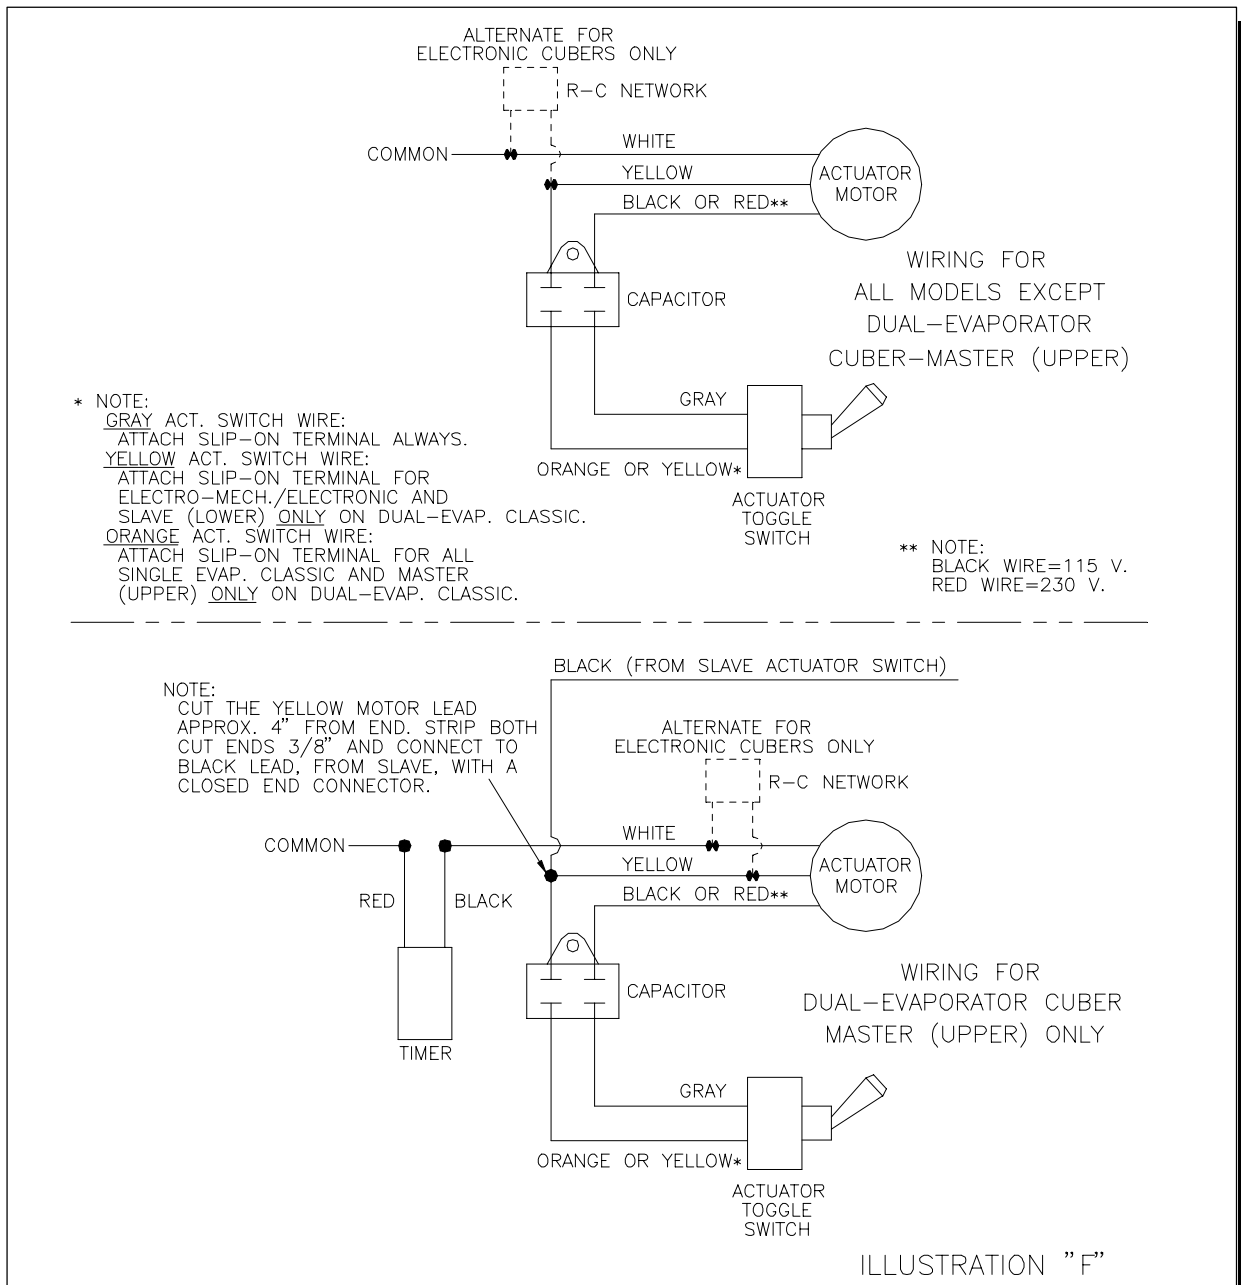 ALTERNATE FOR
ELECTRONIC CUBERS ONLY
R-C NETWORK
COMMON
WHITE
YELLOW
BLACK OR RED**
ACTUATOR
MOTOR
CAPACITOR
WIRING FOR
ALL MODELS EXCEPT
DUAL-EVAPORATOR
CUBER-MASTER (UPPER)
GRAY
ORANGE OR YELLOW*
ACTUATOR
TOGGLE
SWITCH
* NOTE:
GRAY ACT. SWITCH WIRE:
ATTACH SLIP-ON TERMINAL ALWAYS.
YELLOW ACT. SWITCH WIRE:
ATTACH SLIP-ON TERMINAL FOR
ELECTRO-MECH./ELECTRONIC AND
SLAVE (LOWER) ONLY ON DUAL-EVAP. CLASSIC.
ORANGE ACT. SWITCH WIRE:
ATTACH SLIP-ON TERMINAL FOR ALL
SINGLE EVAP. CLASSIC AND MASTER
(UPPER) ONLY ON DUAL-EVAP. CLASSIC.
** NOTE:
BLACK WIRE=115 V.
RED WIRE=230 V.
BLACK (FROM SLAVE ACTUATOR SWITCH)
NOTE:
CUT THE YELLOW MOTOR LEAD
APPROX. 4" FROM END. STRIP BOTH
CUT ENDS 3/8" AND CONNECT TO
BLACK LEAD, FROM SLAVE, WITH A
CLOSED END CONNECTOR.
ALTERNATE FOR
ELECTRONIC CUBERS ONLY
R-C NETWORK
COMMON
WHITE
YELLOW
BLACK OR RED**
ACTUATOR
MOTOR
RED
BLACK
TIMER
CAPACITOR
WIRING FOR
DUAL-EVAPORATOR CUBER
MASTER (UPPER) ONLY
GRAY
ORANGE OR YELLOW*
ACTUATOR
TOGGLE
SWITCH
ILLUSTRATION "F"